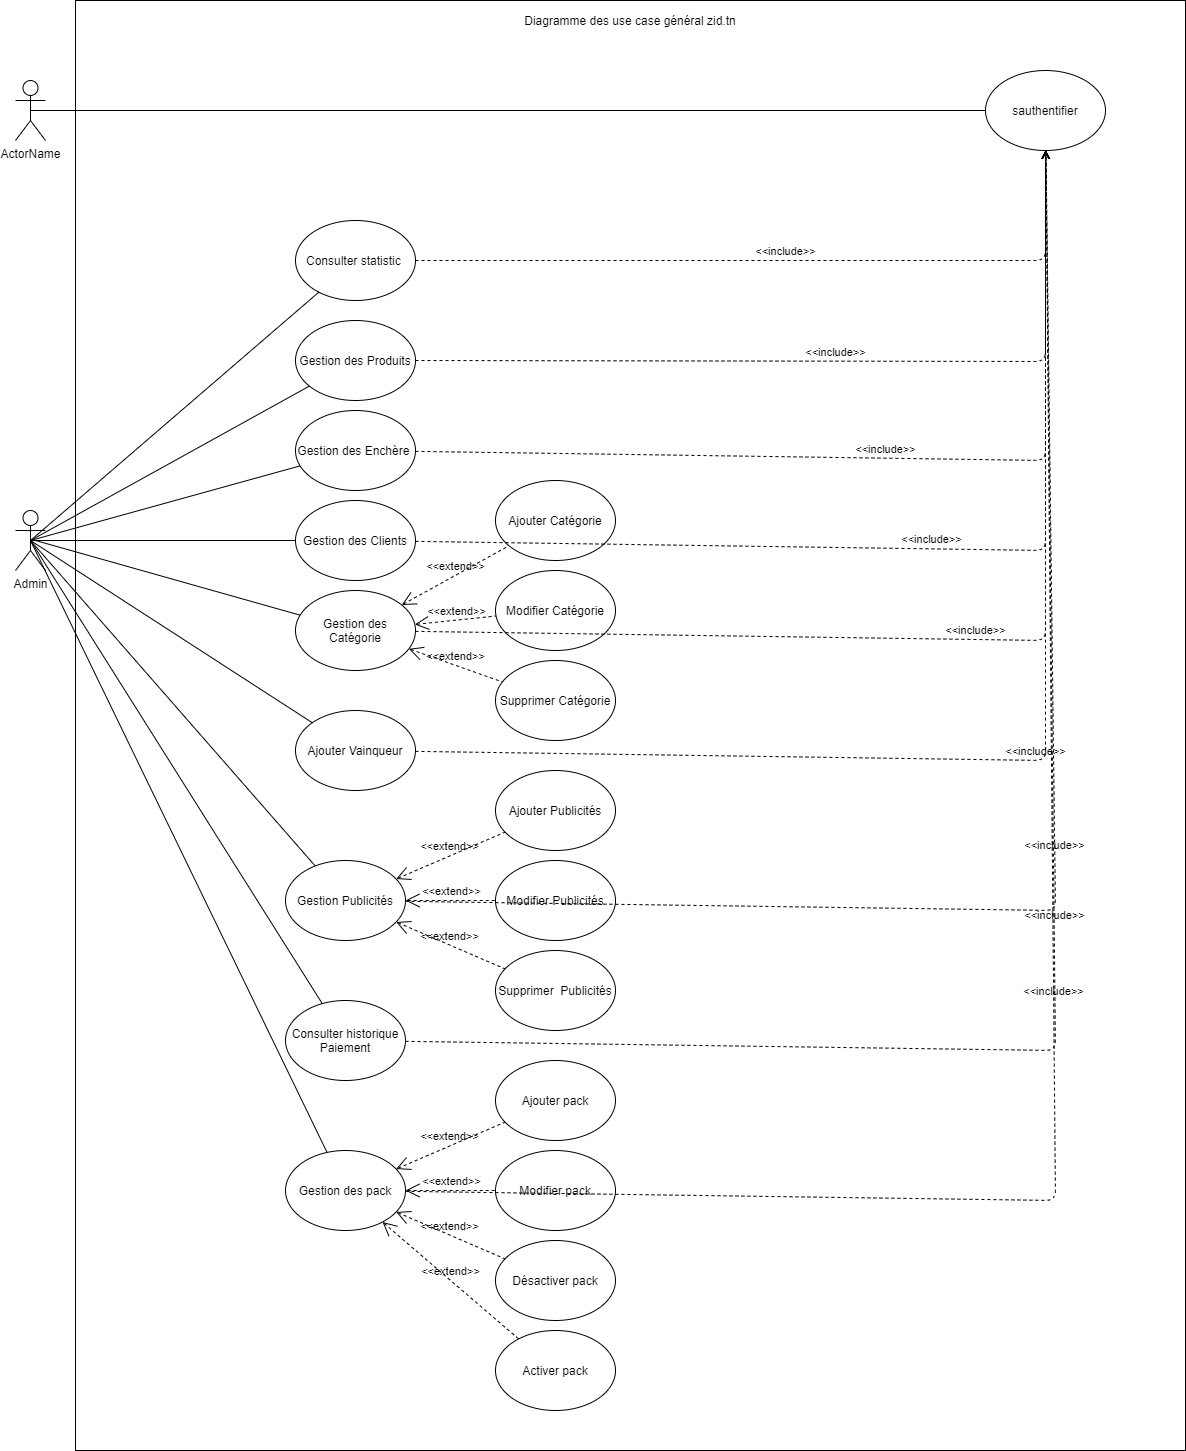 Diagramme des use case général zid.tn
sauthentifier
ActorName
Consulter statistic
<<include>>
Gestion des Produits
<<include>>
Gestion des Enchère
<<include>>
Ajouter Catégorie
Gestion des Clients
<<include>>
<<extend>>
Admin
Modifier Catégorie
<<extend>>
Gestion des
Catégorie
<<include>>
<<extend>>
Supprimer Catégorie
Ajouter Vainqueur
<<include>>
Ajouter Publicités
<<extend>>
<<include>>
<<extend>>
Gestion Publicités
Modifier Publicités
<<include>>
<<extend>>
Supprimer  Publicités
<<include>>
Consulter historique
Paiement
Ajouter pack
<<extend>>
<<extend>>
Gestion des pack
Modifier pack
<<extend>>
<<extend>>
Désactiver pack
Activer pack